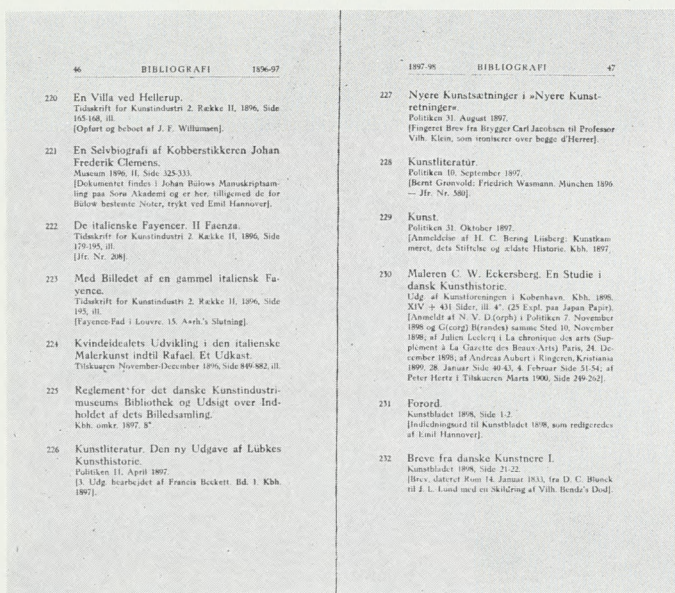 46 BIBLIOGRAFI 1896-97
220 En Villa ved Hellerup.
Tidsskrift for Kunstindustri 2. Række II, 1896, Side
165-168, ill.
[Opført og beboet af J. F. Willumsen].
221 En Selvbiografi af Kobberstikkeren Johan
Frederik Clemens.
Museum 1896, II, Side 325-333.
[Dokumentet findes i Johan Bülows Manuskriptsam-
ling paa Sorø Akademi og er her, tilligemed de for
Bülow bestemte Noter, trykt ved Emil Hannover].
222 De italienske Fayencer. II Faenza.
Tidsskrift for Kunstindustri 2. Række II, 1896, Side
179-195, ill.
[Jfr. Nr. 208].
223 Med Billedet af en gammel italiensk Fa-
yence.
Tidsskrift for Kunstindustri 2. Række II, 1896, Side
195, ill.
[Fayence-Fad i Louvre. 15. Aarh.'s Slutning].
224 Kvindeidealets Udvikling i den italienske
Malerkunst indtil Rafael. Et Udkast.
Tilskueren November-December 1896, Side 849-882, ill.
225 Reglement for det danske Kunstindustri-
museums Bibliothek og Udsigt over Ind-
holdet af dets Billedsamling.
Kbh. omkr. 1897. 8°.
226 Kunstliteratur. Den ny Udgave af Lübkes
Kunsthistorie.
Politiken 11. April 1897.
[3. Udg. bearbejdet af Francis Beckett. Bd. 1. Kbh.
1897].
1897-98 BIBLIOGRAFI 47
227 Nyere Kunstsætninger i »Nyere Kunst-
retninger«.
Politiken 31. August 1897.
[Fingeret Brev fra Brygger Carl Jacobsen til Professor
Vilh. Klein, som ironiserer over begge d'Herrer].
228 Kunstliteratur.
Politiken 10. September 1897.
[Bernt Grønvold: Friedrich Wasmann. München 1896
— Jfr. Nr. 580].
229 Kunst.
Politiken 31. Oktober 1897.
[Anmeldelse af H. C. Bering Liisberg: Kunstkam
meret, dets Stiftelse og ældste Historie. Kbh. 1897].
230 Maleren C. W. Eckersberg. En Studie i
dansk Kunsthistorie.
Udg. af Kunstforeningen i København. Kbh. 1898.
XIV + 431 Sider, ill. 4°. (25 Expl. paa Japan Papir).
[Anmeldt af N. V. D.(orph) i Politiken 7. November
1898 og G(eorg) B(randes) samme Sted 10. November
1898; af Julien Leclerq i La chronique des arts (Sup-
plément à La Gazette des Beaux-Arts) Paris, 24. De-
cember 1898; af Andreas Aubert i Ringeren, Kristiania
1899, 28. Januar Side 40-43, 4. Februar Side 51-54; af
Peter Hertz i Tilskueren Marts 1900, Side 249-262].
231 Forord.
Kunstbladet 1898, Side 1-2.
[Indledningsord til Kunstbladet 1898, som redigeredes
af Emil Hannover].
232 Breve fra danske Kunstnere I.
Kunstbladet 1898, Side 21-22.
[Brev, dateret Rom 14. Januar 1833, fra D. C. Blunck
til J. L. Lund med en Skildring af Vilh. Bendz's Død].